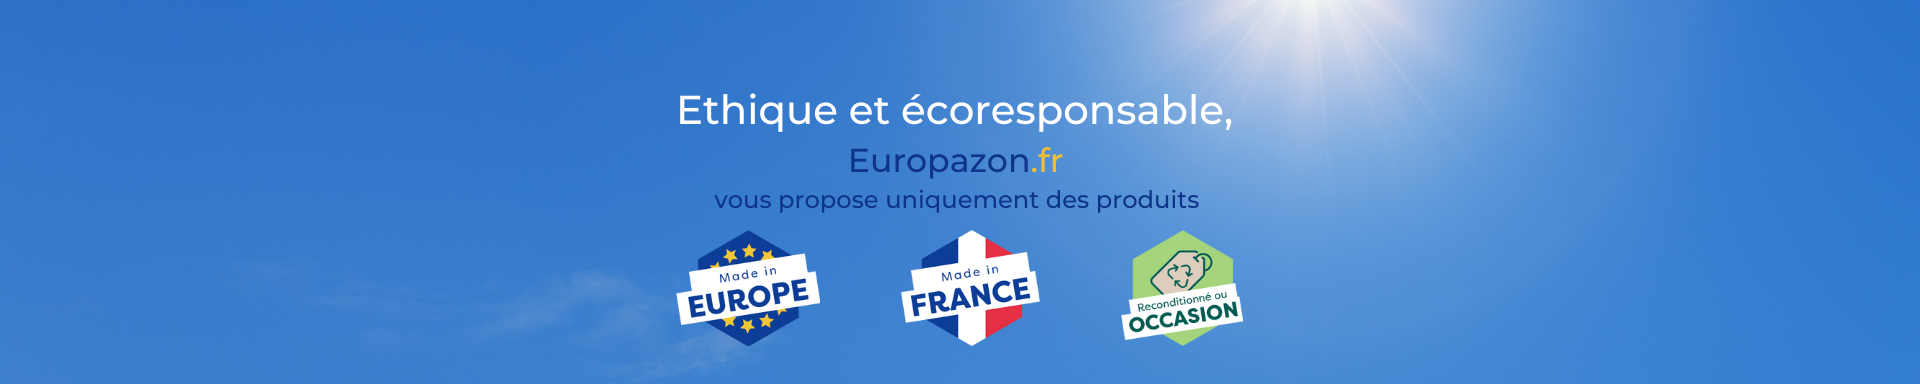 Ethique et écoresponsable,
Europazon.fr
vous propose uniquement des produits
Made in
EUROPE
Made in
FRANCE
Reconditionné ou
OCCASION